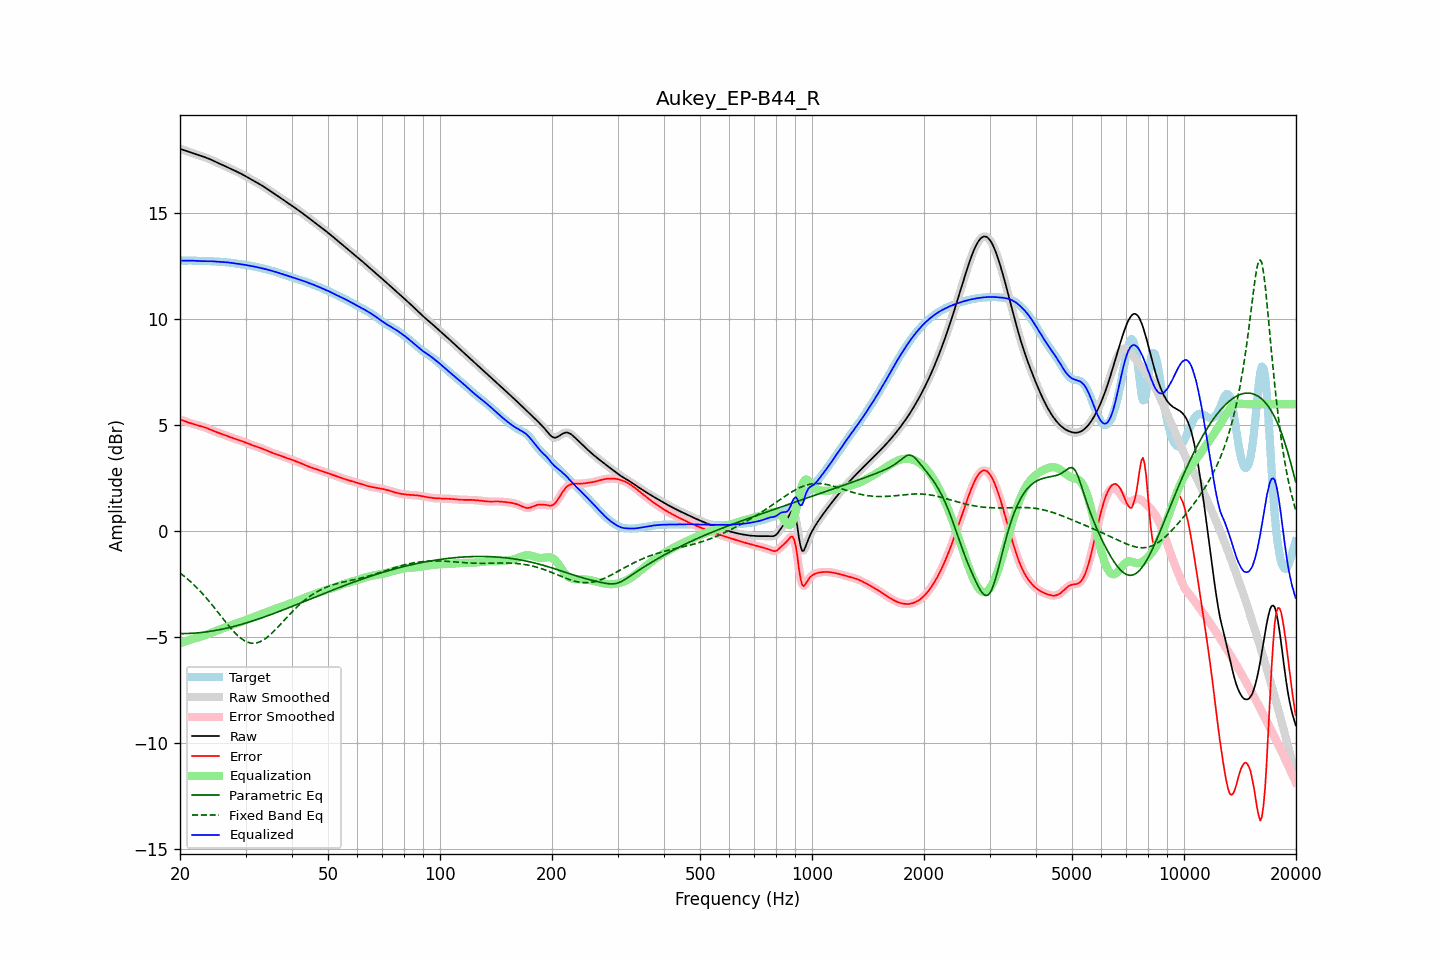 Aukey_EP-B44_R
Amplitude (dBr)
15
10
5
0
−5
−10
−15
Target
Raw Smoothed
Error Smoothed
Raw
Error
Equalization
Parametric Eq
Fixed Band Eq
Equalized
20 50 100 200 500 1000 2000 5000 10000 20000
Frequency (Hz)